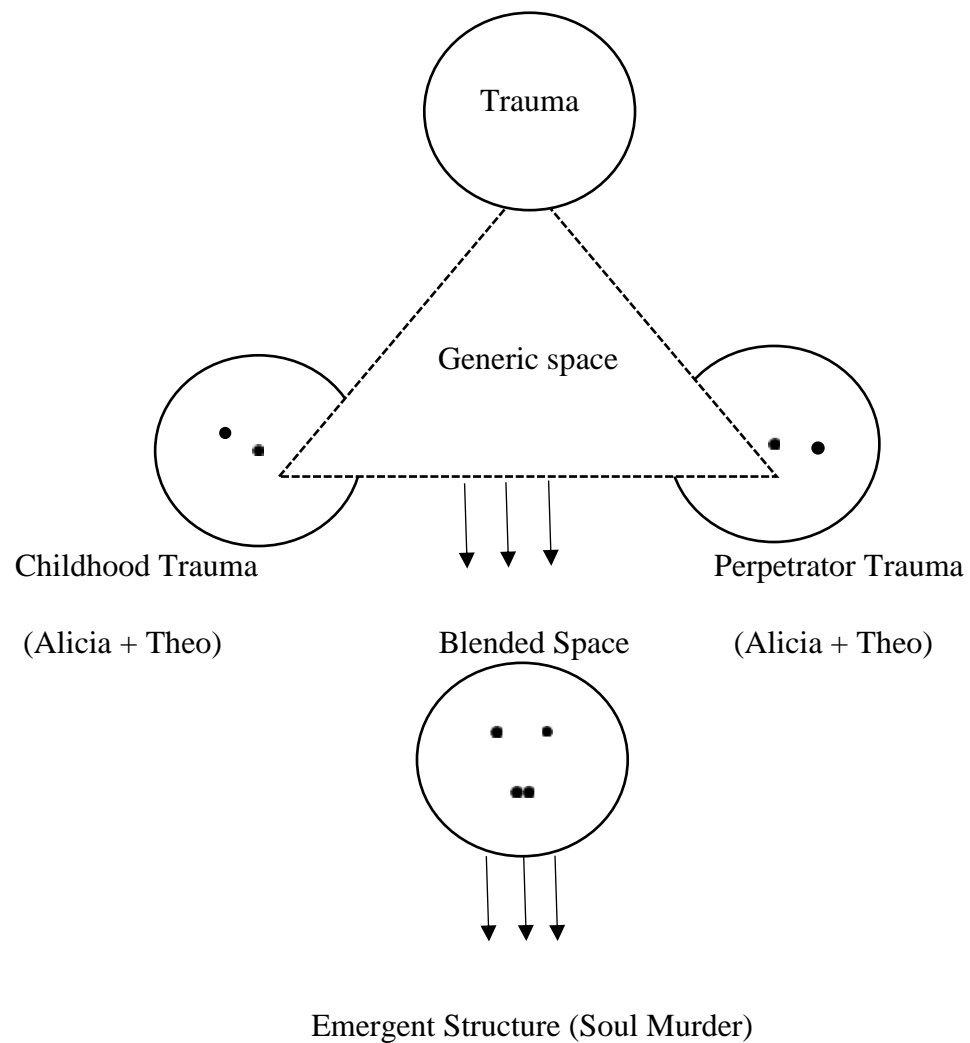 Trauma
Generic space
Childhood Trauma
Perpetrator Trauma
(Alicia + Theo)
Blended Space
(Alicia + Theo)
Emergent Structure (Soul Murder)